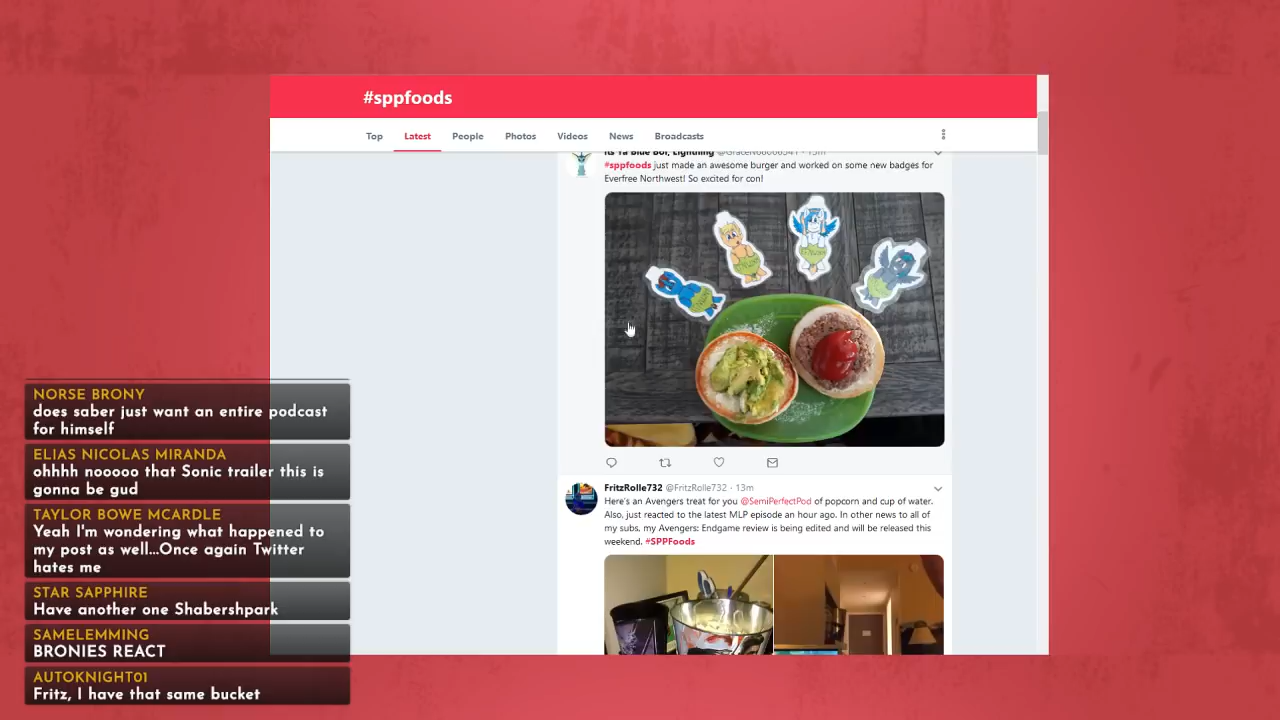 #sppfoods
Top Latest People Photos Videos News Broadcasts
Its Ya Blue Boi, Lightning
#sppfoods just made an awesome burger and worked on some new badges for
Everfree Northwest! So excited for con!
FritzRolle732 @FritzRolle732 · 13m
Here's an Avengers treat for you @SemiPerfectPod of popcorn and cup of water.
Also, just reacted to the latest MLP episode an hour ago. In other news to all of
my subs, my Avengers: Endgame review is being edited and will be released this
weekend. #SPPFoods
NORSE BRONY
does saber just want an entire podcast
for himself
ELIAS NICOLAS MIRANDA
ohhhh nooooo that Sonic trailer this is
gonna be gud
TAYLOR BOWE MCARDLE
Yeah I'm wondering what happened to
my post as well...Once again Twitter
hates me
STAR SAPPHIRE
Have another one Shabershpark
SAMELEMMING
BRONIES REACT
AUTOKNIGHT01
Fritz, I have that same bucket